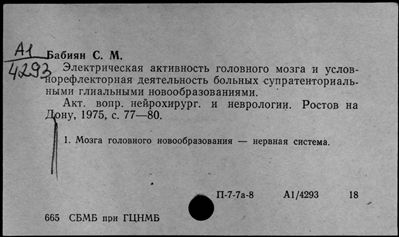 А1
4293
Бабиян С. М.
Электрическая активность головного мозга и услов-
норефлекторная деятельность больных супратенториаль-
ными глиальными новообразованиями.
Акт. вопр. нейрохирург. и неврологии. Ростов на
Дону, 1975, с. 77—80.
1. Мозга головного новообразования — нервная система.
П-7-7а-8 А1/4293 18
665 СБМБ при ГЦНМБ